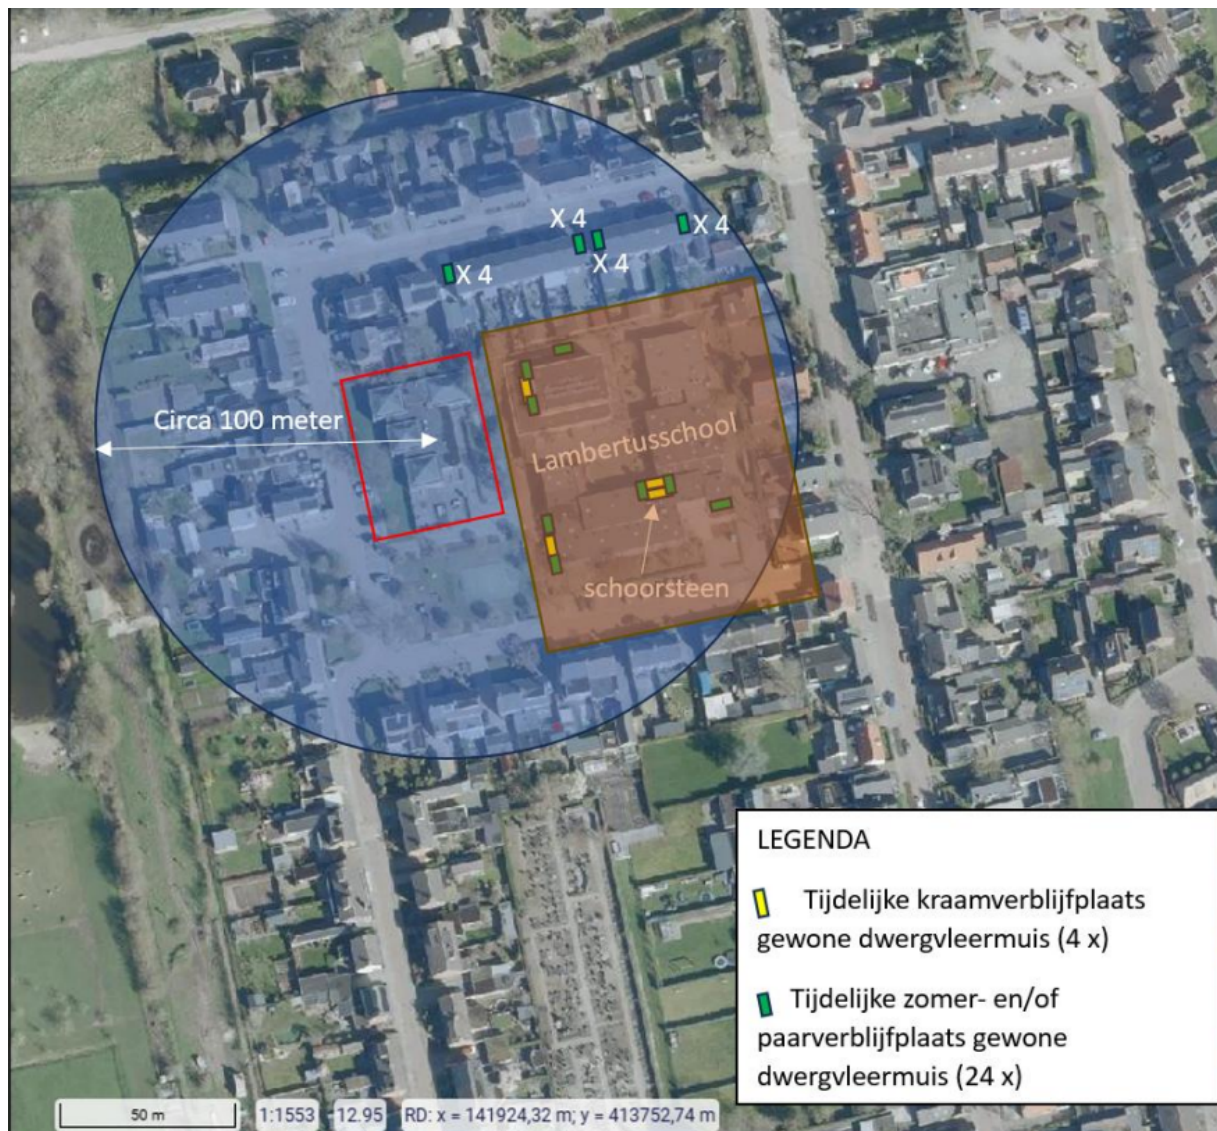 X 4
X 4
X 4
X 4
Circa 100 meter
Lambertusschool
schoorsteen
LEGENDA
Tijdelijke kraamverblijfplaats
gewone dwergvleermuis (4 x)
Tijdelijke zomer- en/of
paarverblijfplaats gewone
dwergvleermuis (24 x)
50 m
1:1553
12.95
RD: x = 141924,32 m; y = 413752,74 m